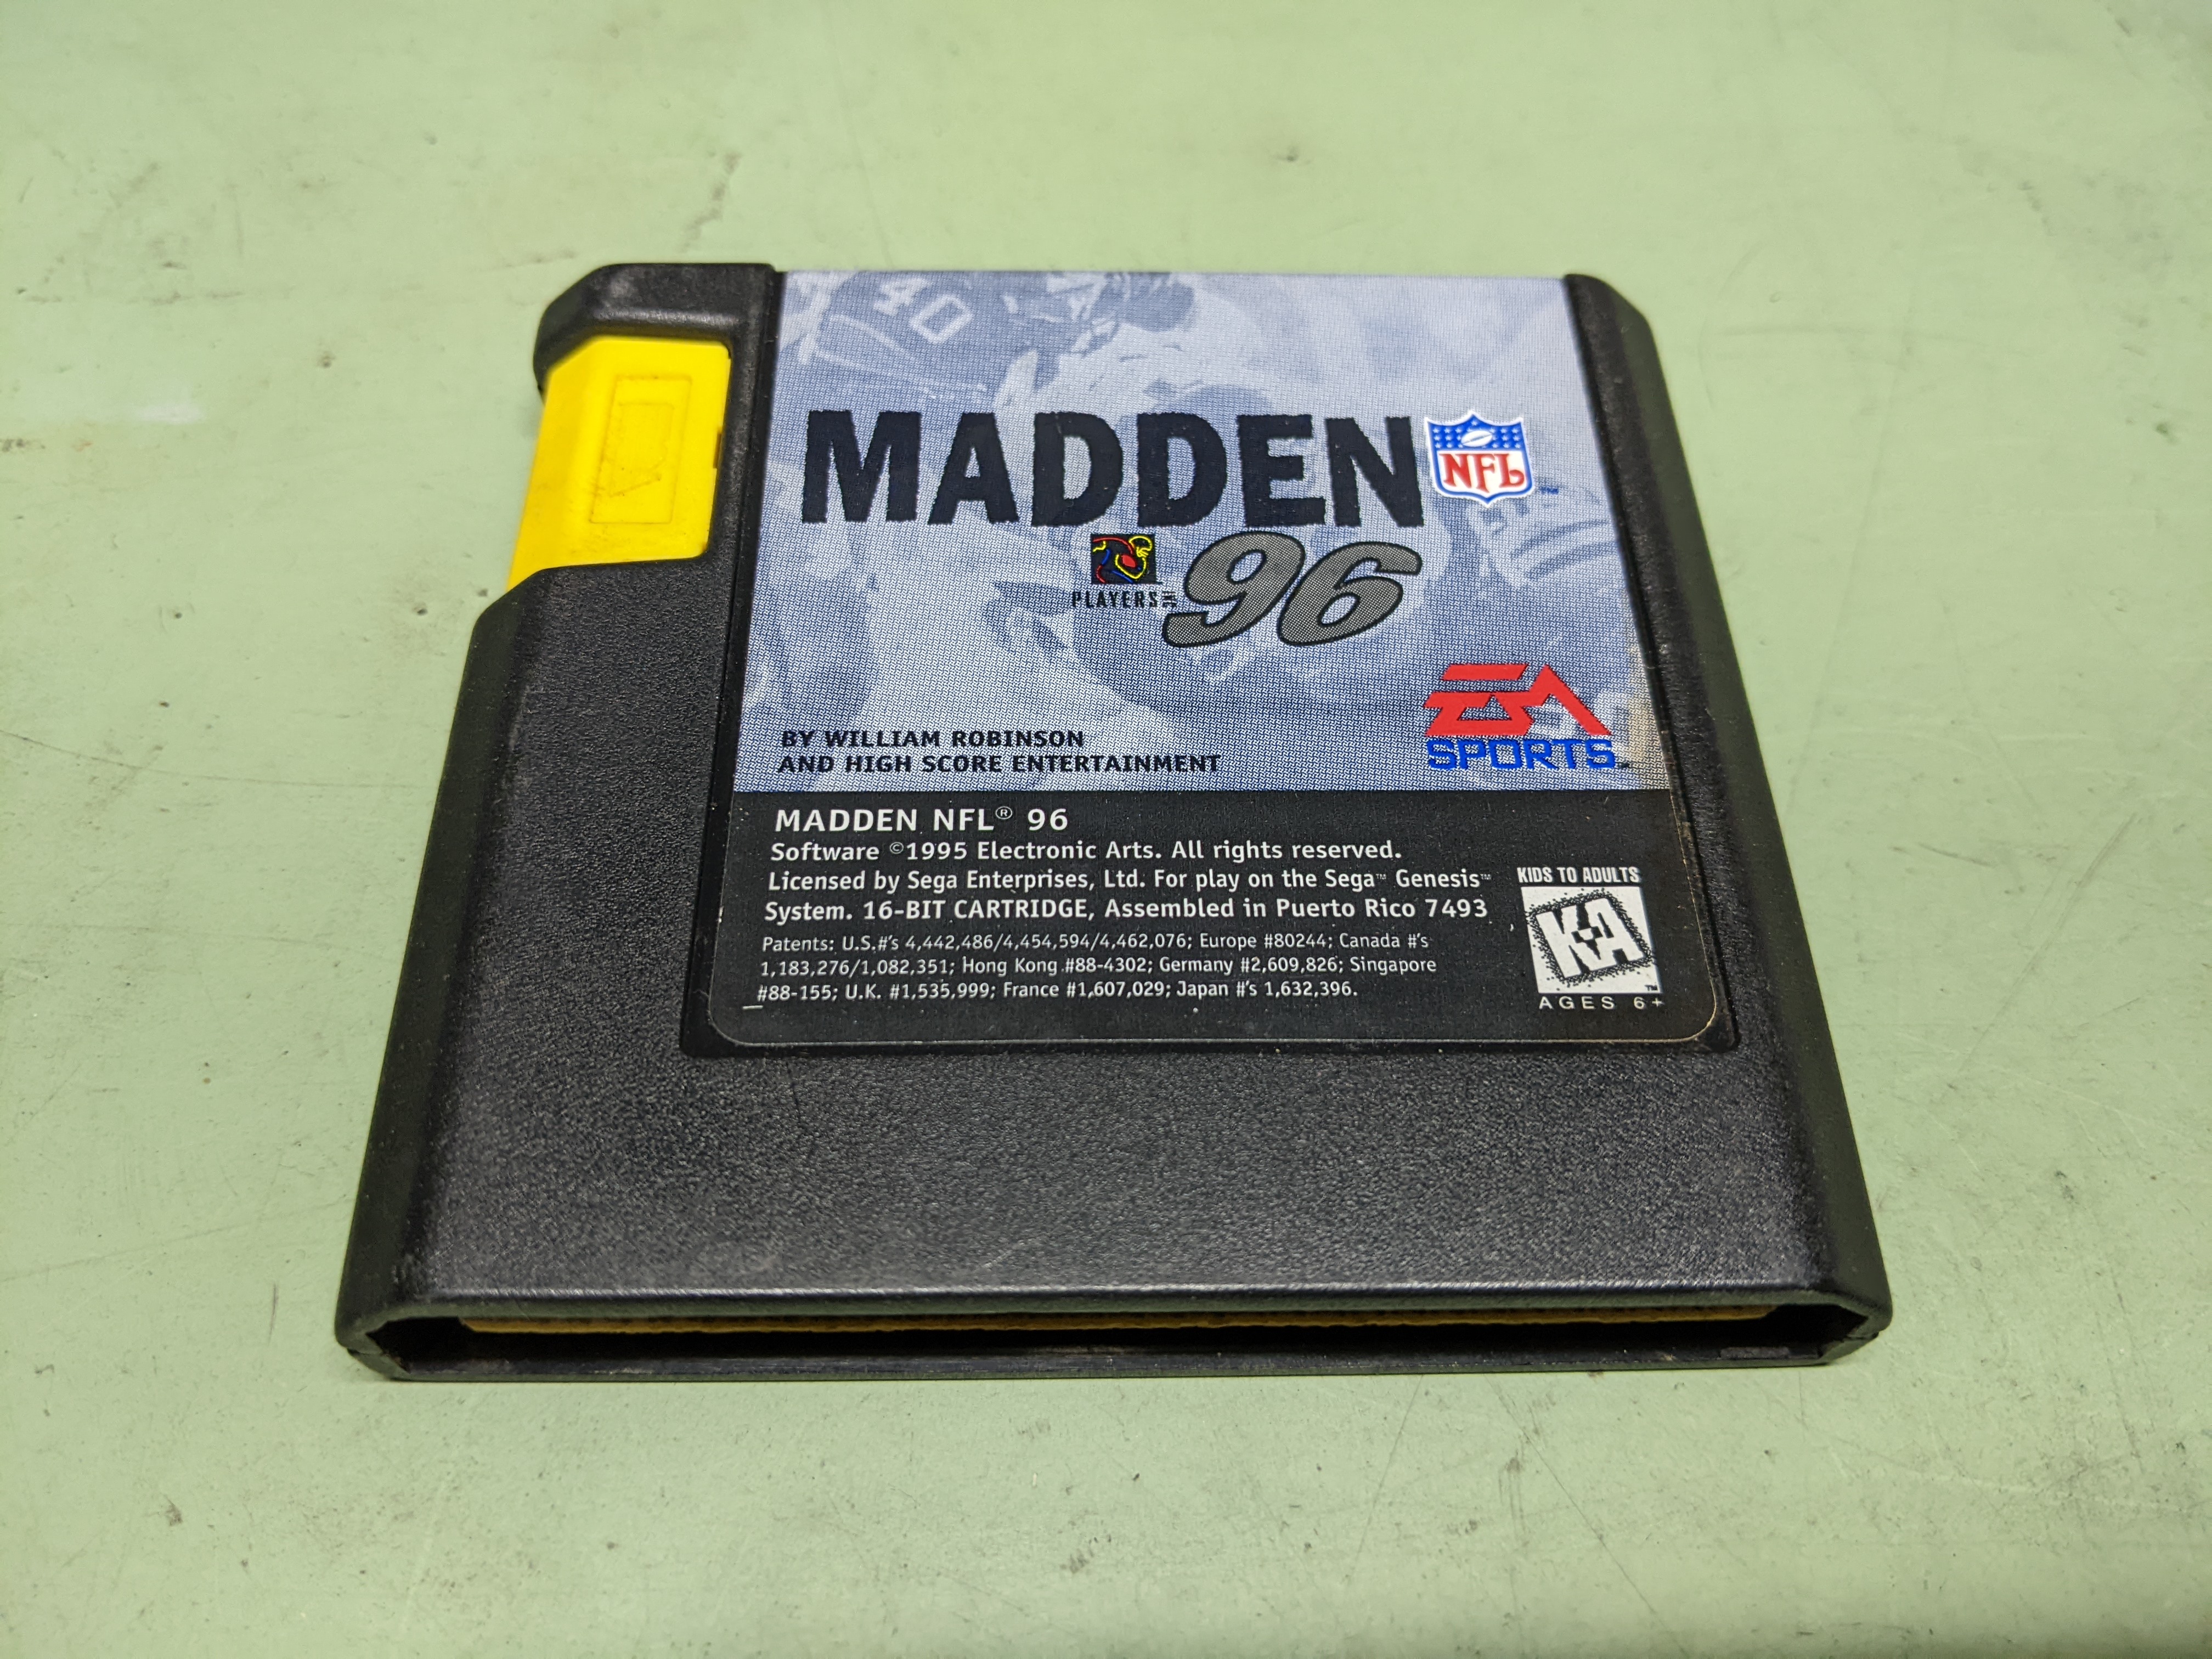 40
MADDEN
NFL ™
PLAYERS INC
96
EA
SPORTS
BY WILLIAM ROBINSON
AND HIGH SCORE ENTERTAINMENT
MADDEN NFL® 96
Software ©1995 Electronic Arts. All rights reserved.
Licensed by Sega Enterprises, Ltd. For play on the Sega™ Genesis™
System. 16-BIT CARTRIDGE, Assembled in Puerto Rico 7493
Patents: U.S.#'s 4,442,486/4,454,594/4,462,076; Europe #80244; Canada #'s
1,183,276/1,082,351; Hong Kong #88-4302; Germany #2,609,826; Singapore
#88-155; U.K. #1,535,999; France #1,607,029; Japan #'s 1,632,396.
KIDS TO ADULTS
K-A
™
AGES 6+